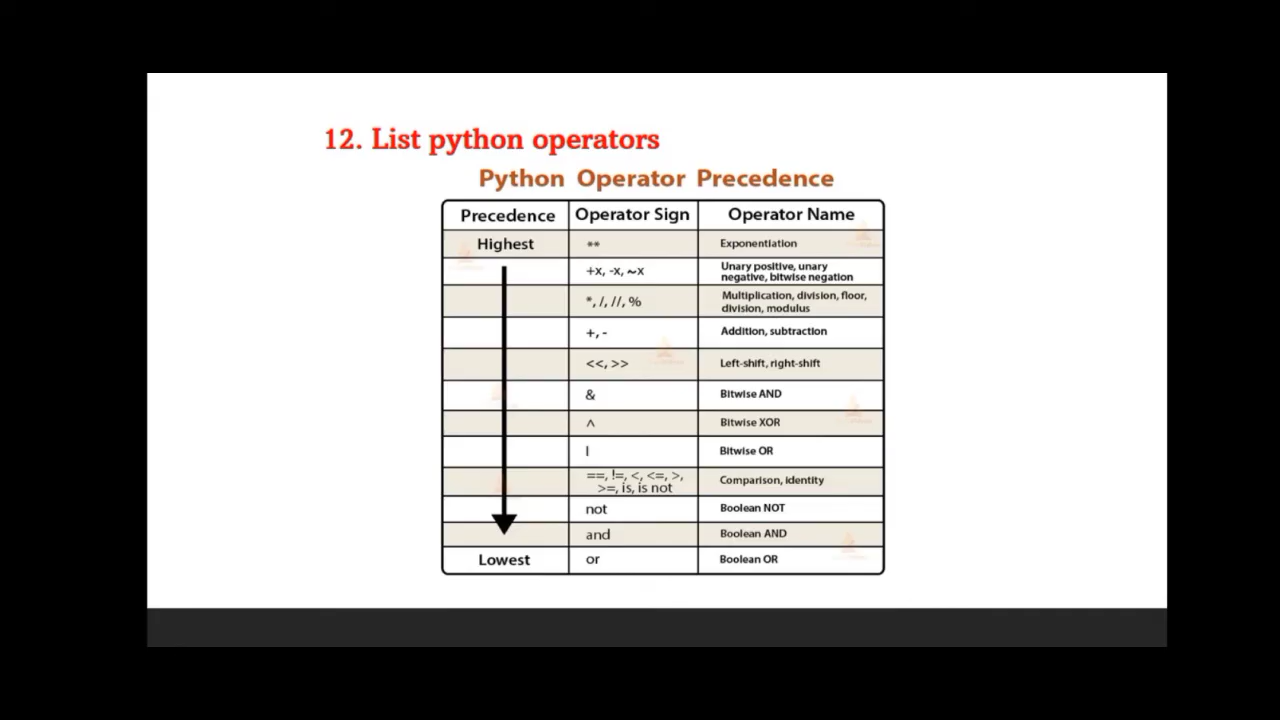 12. List python operators
Python Operator Precedence
Precedence Operator Sign Operator Name
Highest ** Exponentiation
+x, -x, ~x Unary positive, unary
negative, bitwise negation
*, /, //, % Multiplication, division, floor,
division, modulus
+, - Addition, subtraction
<<, >> Left-shift, right-shift
& Bitwise AND
^ Bitwise XOR
| Bitwise OR
==, !=, <, <=, >,
>=, is, is not Comparison, identity
not Boolean NOT
and Boolean AND
Lowest or Boolean OR